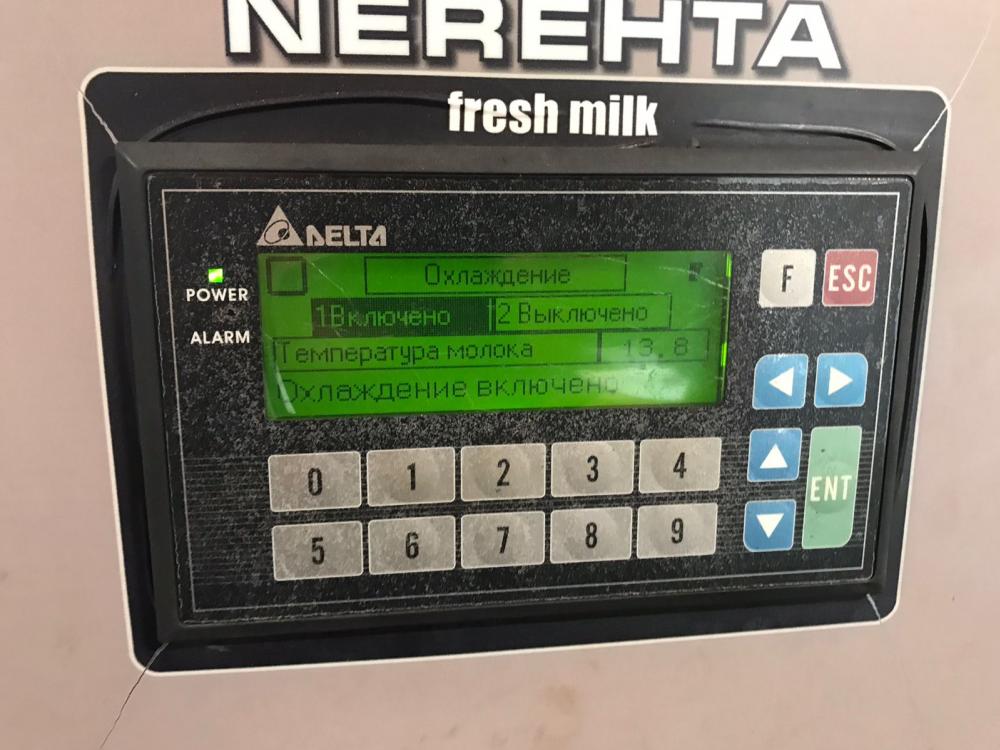 NEREHTA
fresh milk
DELTA
POWER
ALARM
Охлаждение
1Включено 2 Выключено
Температура молока 13.8
Охлаждение включено
F ESC
0 1 2 3 4
5 6 7 8 9
ENT